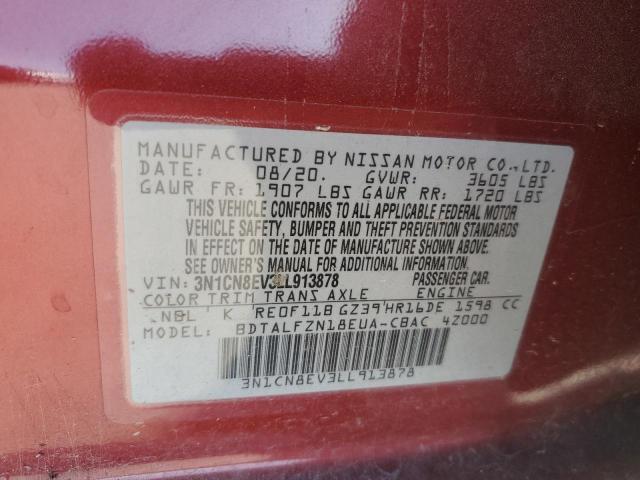 MANUFACTURED BY NISSAN MOTOR CO., LTD.
DATE: 08/20. GVWR: 3605 LBS
GAWR FR: 1907 LBS GAWR RR: 1720 LBS
THIS VEHICLE CONFORMS TO ALL APPLICABLE FEDERAL MOTOR
VEHICLE SAFETY, BUMPER AND THEFT PREVENTION STANDARDS
IN EFFECT ON THE DATE OF MANUFACTURE SHOWN ABOVE.
SEE OWNER'S MANUAL FOR ADDITIONAL INFORMATION.
VIN: 3N1CN8EV3LL913878 PASSENGER CAR.
COLOR TRIM TRANS AXLE ENGINE
NBL K RE0F11B GZ39 HR16DE 1598 CC
MODEL: BDTALFZN18EUA-CBAC 4Z000
3N1CN8EV3LL913878